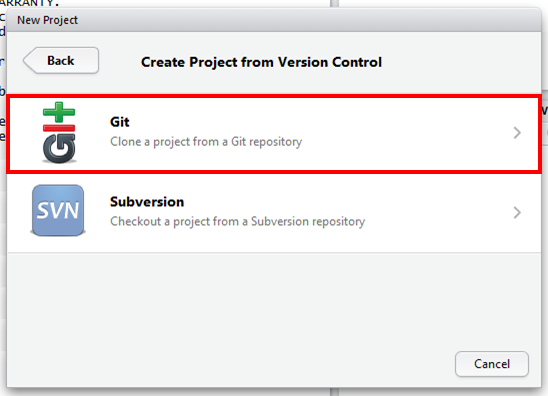 ARRANTY.
New Project
Back
Create Project from Version Control
Git
Clone a project from a Git repository
SVN
Subversion
Checkout a project from a Subversion repository
Cancel